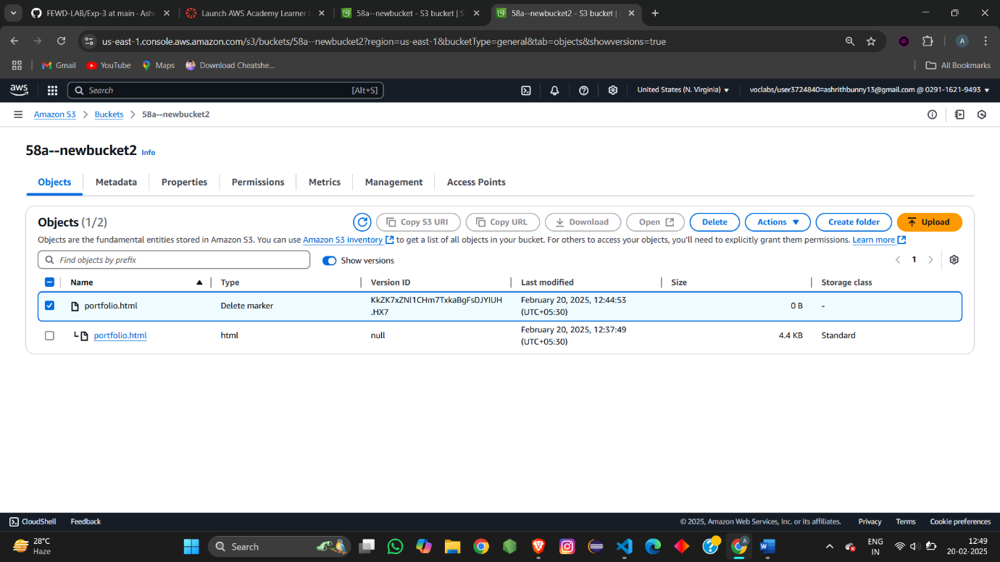 FEWD-LAB/Exp-3 at main · Ash
Launch AWS Academy Learner
58a--newbucket - S3 bucket | S
58a--newbucket2 - S3 bucket |
us-east-1.console.aws.amazon.com/s3/buckets/58a--newbucket2?region=us-east-1&bucketType=general&tab=objects&showversions=true
A
Gmail
YouTube
Maps
Download Cheatshe...
All Bookmarks
aws
Search
[Alt+S]
United States (N. Virginia)
voclabs/user3724840=ashrithbunny13@gmail.com @ 0291-1621-9493
Amazon S3
Buckets
58a--newbucket2
58a--newbucket2 Info
Objects
Metadata
Properties
Permissions
Metrics
Management
Access Points
Objects (1/2)
Copy S3 URI
Copy URL
Download
Open
Delete
Actions
Create folder
Upload
Objects are the fundamental entities stored in Amazon S3. You can use Amazon S3 inventory to get a list of all objects in your bucket. For others to access your objects, you'll need to explicitly grant them permissions. Learn more
Find objects by prefix
Show versions
1
Name
Type
Version ID
Last modified
Size
Storage class
portfolio.html
Delete marker
KkZK7xZNl1CHm7TxkaBgFsDJYIUH
.HX7
February 20, 2025, 12:44:53
(UTC+05:30)
0 B
-
portfolio.html
html
null
February 20, 2025, 12:37:49
(UTC+05:30)
4.4 KB
Standard
CloudShell
Feedback
© 2025, Amazon Web Services, Inc. or its affiliates.
Privacy
Terms
Cookie preferences
28°C
Haze
Search
ENG
IN
12:49
20-02-2025